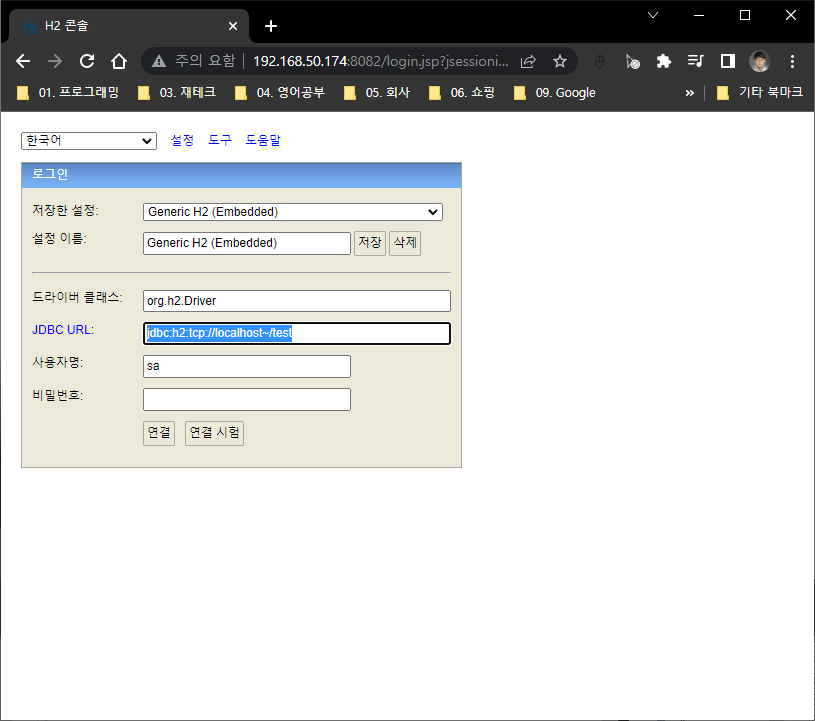 H2 콘솔
주의 요함 192.168.50.174:8082/login.jsp?jsessioni...
01. 프로그래밍 03. 재테크 04. 영어공부 05. 회사 06. 쇼핑 09. Google » 기타 북마크
한국어 설정 도구 도움말
로그인
저장한 설정: Generic H2 (Embedded)
설정 이름: Generic H2 (Embedded) 저장 삭제
드라이버 클래스: org.h2.Driver
JDBC URL: jdbc:h2:tcp://localhost~/test
사용자명: sa
비밀번호:
연결 연결 시험